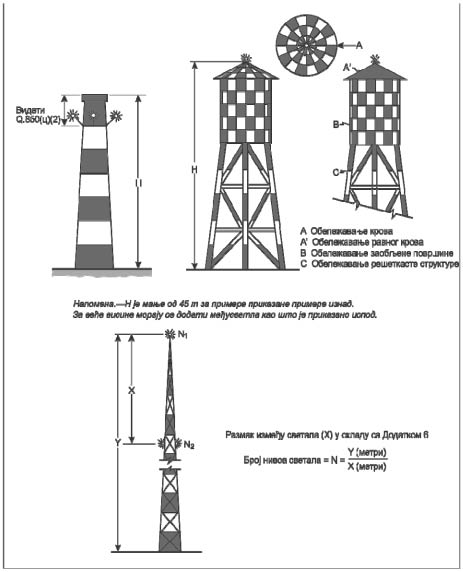 A
A'
Видати
Q.850(ц)(2)
B
H
H
C
A Обележавање крова
A' Обележавање равног крова
B Обележавање заобљене површине
C Обележавање решеткасте структуре
Напомена.—H је мање од 45 m за примере приказане примере изнад.
За веће висине морају се додати међусветла као што је приказано испод.
N1
X
Y
N2
Размак између светала (X) у складу са Додатком 6
Број нивоа светала = N = Y (метри)
X (метри)